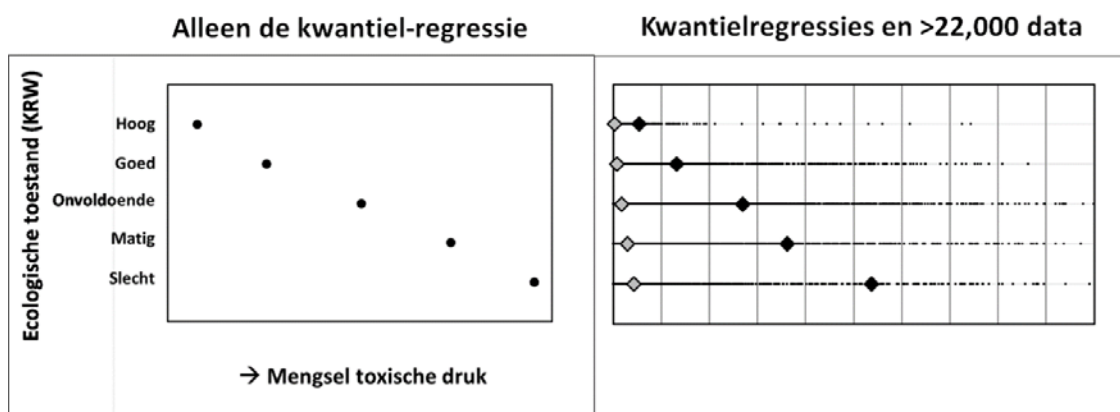 Alleen de kwantiel-regressie
Kwantielregressies en >22,000 data
Ecologische toestand (KRW)
Hoog
Goed
Onvoldoende
Matig
Slecht
→ Mengsel toxische druk